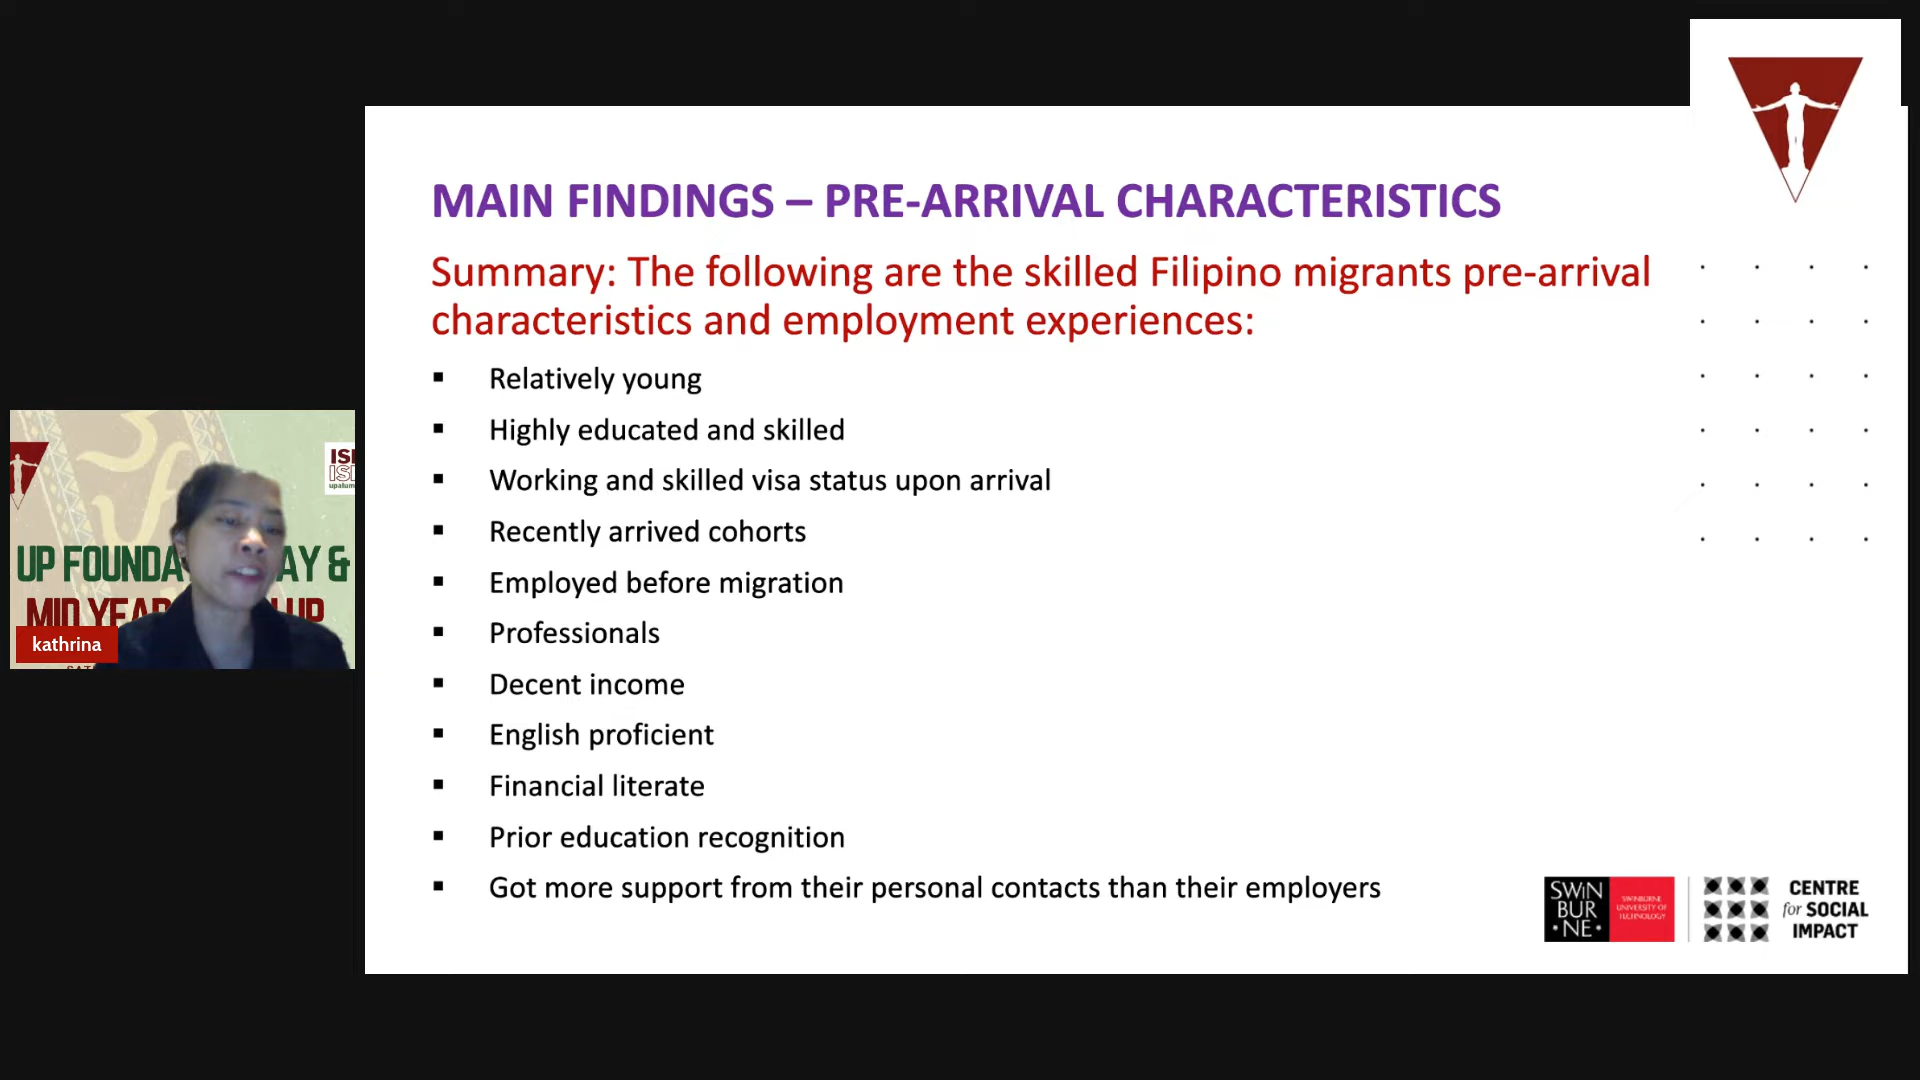 MAIN FINDINGS – PRE-ARRIVAL CHARACTERISTICS
Summary: The following are the skilled Filipino migrants pre-arrival
characteristics and employment experiences:
▪ Relatively young
▪ Highly educated and skilled
▪ Working and skilled visa status upon arrival
▪ Recently arrived cohorts
▪ Employed before migration
▪ Professionals
▪ Decent income
▪ English proficient
▪ Financial literate
▪ Prior education recognition
▪ Got more support from their personal contacts than their employers
SWiN
BUR
•NE•
SWINBURNE
UNIVERSITY OF
TECHNOLOGY
CENTRE
for SOCIAL
IMPACT
UP FOUNDA AY &
MID YEAR UP
kathrina